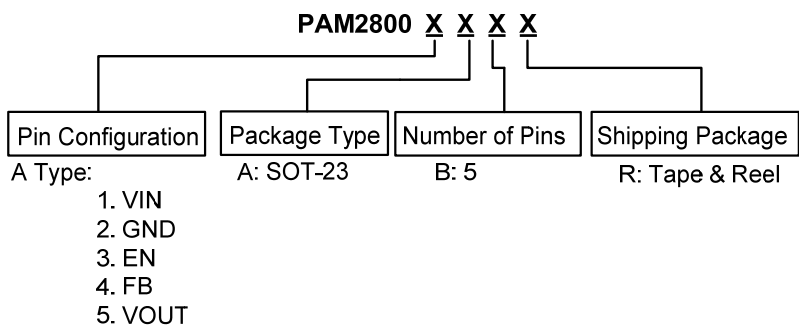 PAM2800 X X X X
Pin Configuration
Package Type
Number of Pins
Shipping Package
A Type:
A: SOT-23
B: 5
R: Tape & Reel
1. VIN
2. GND
3. EN
4. FB
5. VOUT